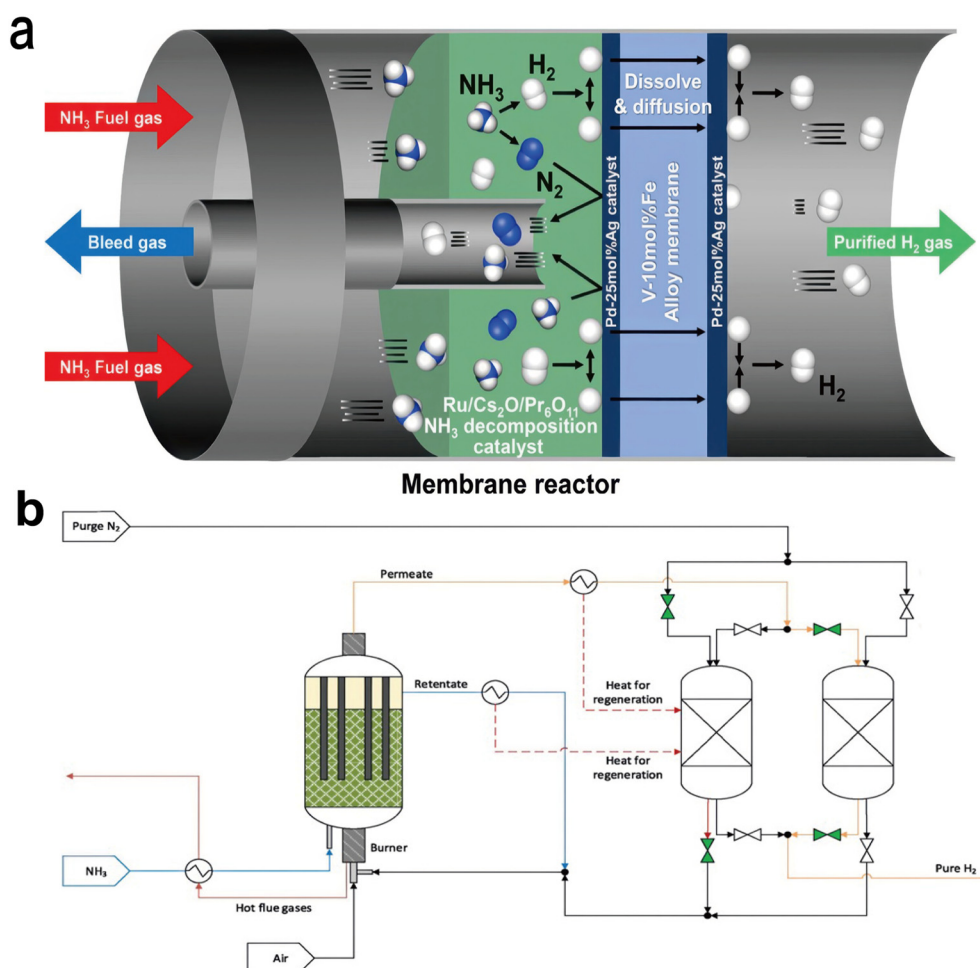 a
NH₃ Fuel gas
Bleed gas
NH₃ Fuel gas
NH₃
H₂
N₂
Ru/Cs₂O/Pr₆O₁₁
NH₃ decomposition
catalyst
Pd-25mol%Ag catalyst
Dissolve
& diffusion
V-10mol%Fe
Alloy membrane
Pd-25mol%Ag catalyst
Purified H₂ gas
H₂
Membrane reactor
b
Purge N₂
Permeate
Retentate
Heat for
regeneration
Heat for
regeneration
Burner
NH₃
Hot flue gases
Air
Pure H₂